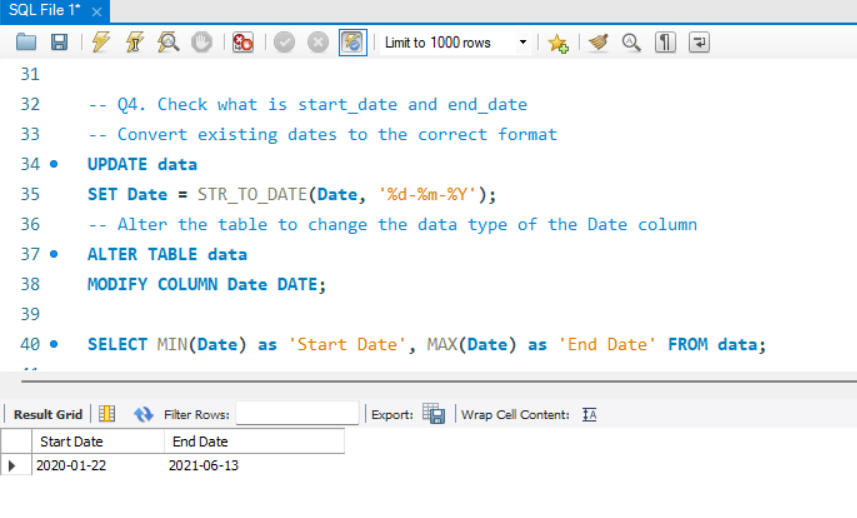 SQL File 1*
Limit to 1000 rows
31
32 -- Q4. Check what is start_date and end_date
33 -- Convert existing dates to the correct format
34 UPDATE data
35 SET Date = STR_TO_DATE(Date, '%d-%m-%Y');
36 -- Alter the table to change the data type of the Date column
37 ALTER TABLE data
38 MODIFY COLUMN Date DATE;
39
40 SELECT MIN(Date) as 'Start Date', MAX(Date) as 'End Date' FROM data;
Result Grid Filter Rows: Export: Wrap Cell Content:
Start Date End Date
2020-01-22 2021-06-13